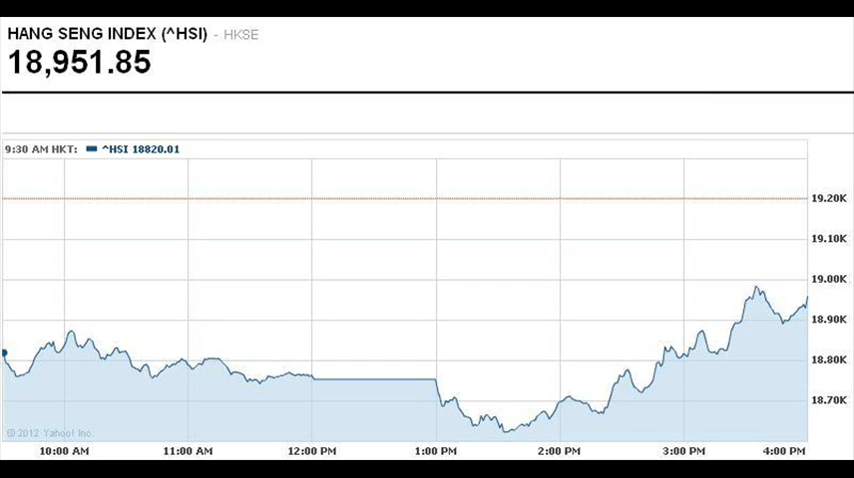 HANG SENG INDEX (^HSI) - HKSE
18,951.85
9:30 AM HKT: ^HSI 18820.01
19.20K
19.10K
19.00K
18.90K
18.80K
18.70K
© 2012 Yahoo! Inc.
10:00 AM 11:00 AM 12:00 PM 1:00 PM 2:00 PM 3:00 PM 4:00 PM